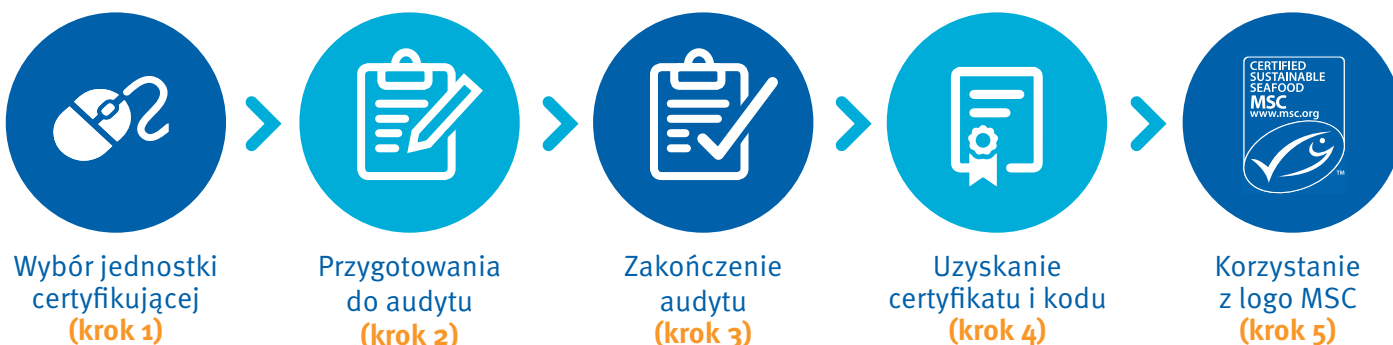 CERTIFIED
SUSTAINABLE
SEAFOOD
MSC
www.msc.org
TM
Wybór jednostki
certyfikującej
(krok 1)
Przygotowania
do audytu
(krok 2)
Zakończenie
audytu
(krok 3)
Uzyskanie
certyfikatu i kodu
(krok 4)
Korzystanie
z logo MSC
(krok 5)